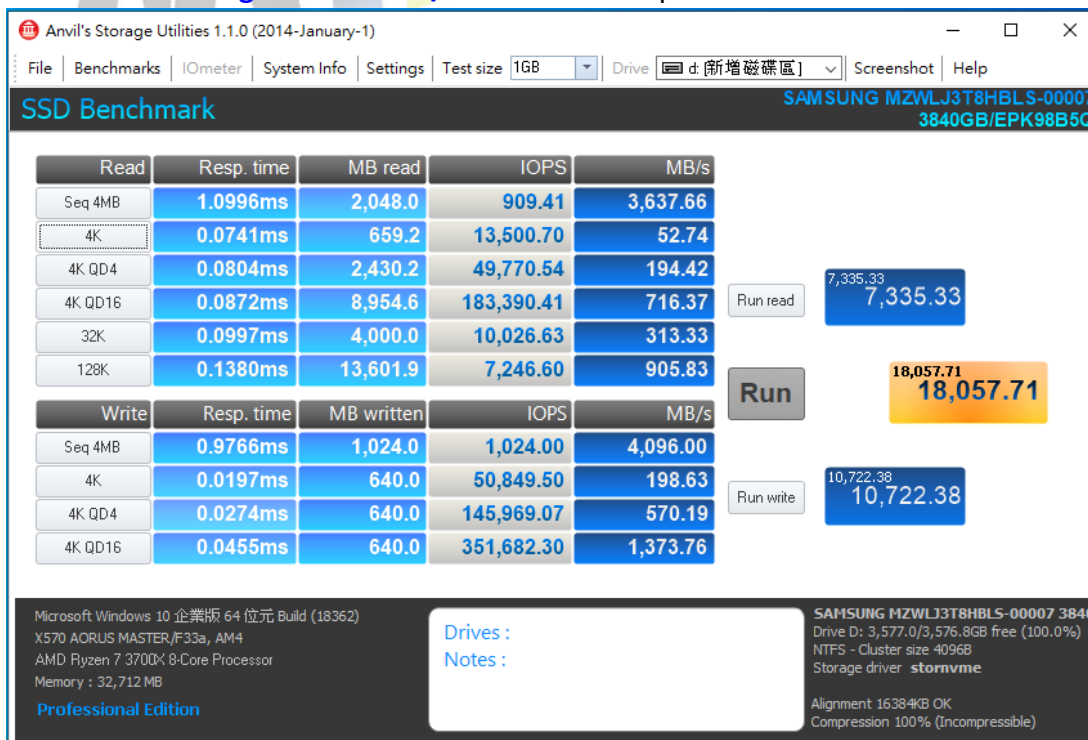 Anvil's Storage Utilities 1.1.0 (2014-January-1)
File Benchmarks IOmeter System Info Settings Test size 1GB Drive d: [新增磁碟區] Screenshot Help
SSD Benchmark
SAMSUNG MZWLJ3T8HBLS-00007
3840GB/EPK98B5Q
Read Resp. time MB read IOPS MB/s
Seq 4MB 1.0996ms 2,048.0 909.41 3,637.66
4K 0.0741ms 659.2 13,500.70 52.74
4K QD4 0.0804ms 2,430.2 49,770.54 194.42
4K QD16 0.0872ms 8,954.6 183,390.41 716.37
32K 0.0997ms 4,000.0 10,026.63 313.33
128K 0.1380ms 13,601.9 7,246.60 905.83
Run read
7,335.33
7,335.33
Run
18,057.71
18,057.71
Write Resp. time MB written IOPS MB/s
Seq 4MB 0.9766ms 1,024.0 1,024.00 4,096.00
4K 0.0197ms 640.0 50,849.50 198.63
4K QD4 0.0274ms 640.0 145,969.07 570.19
4K QD16 0.0455ms 640.0 351,682.30 1,373.76
Run write
10,722.38
10,722.38
Microsoft Windows 10 企業版 64 位元 Build (18362)
X570 AORUS MASTER/F33a, AM4
AMD Ryzen 7 3700X 8-Core Processor
Memory : 32,712 MB
Professional Edition
Drives :
Notes :
SAMSUNG MZWLJ3T8HBLS-00007 384
Drive D: 3,577.0/3,576.8GB free (100.0%)
NTFS - Cluster size 4096B
Storage driver stornvme
Alignment 16384KB OK
Compression 100% (Incompressible)